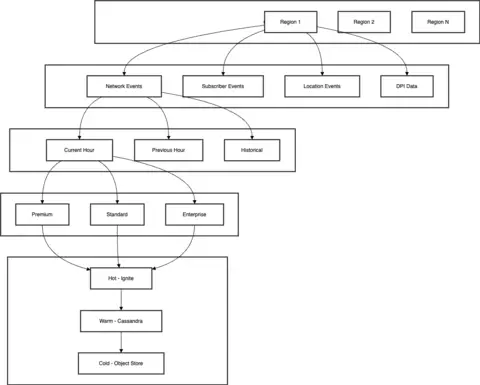 Region 1
Region 2
Region N
Network Events
Subscriber Events
Location Events
DPI Data
Current Hour
Previous Hour
Historical
Premium
Standard
Enterprise
Hot - Ignite
Warm - Cassandra
Cold - Object Store